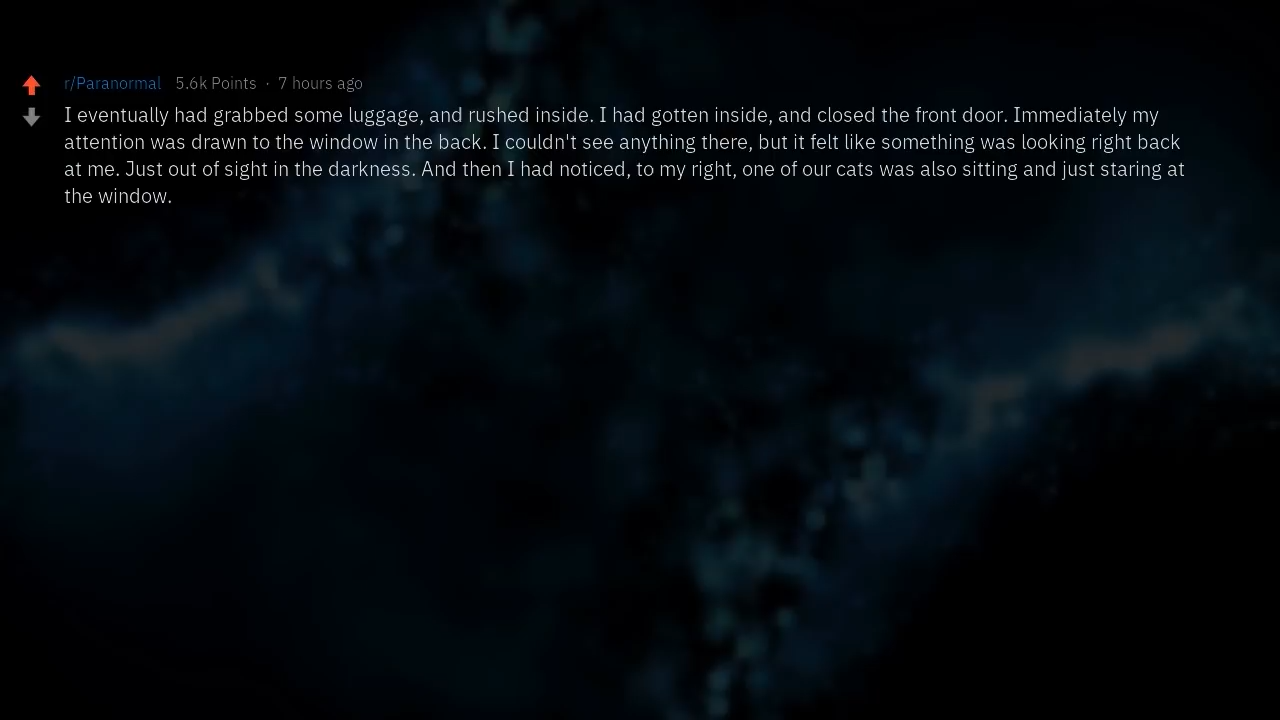 r/Paranormal 5.6k Points · 7 hours ago
I eventually had grabbed some luggage, and rushed inside. I had gotten inside, and closed the front door. Immediately my
attention was drawn to the window in the back. I couldn't see anything there, but it felt like something was looking right back
at me. Just out of sight in the darkness. And then I had noticed, to my right, one of our cats was also sitting and just staring at
the window.